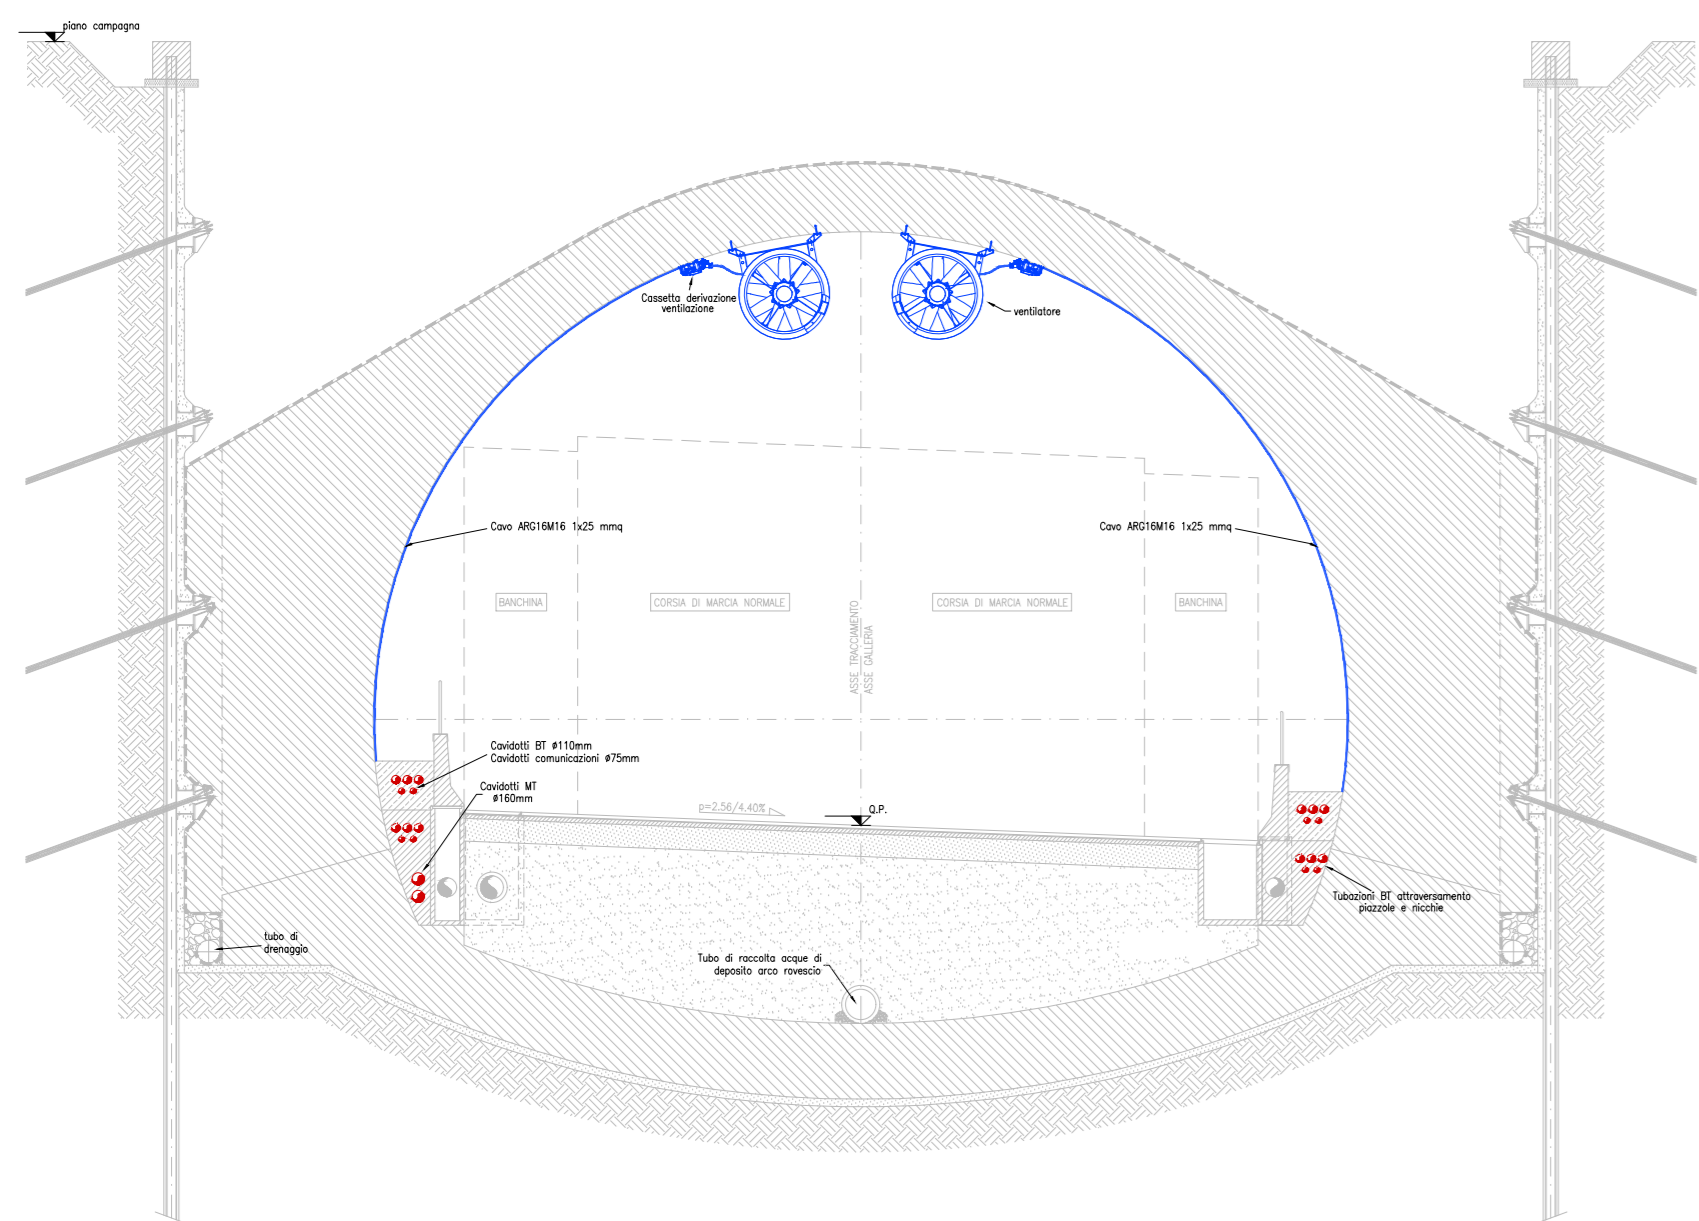 piano campagna
Cassetta derivazione
ventilazione
ventilatore
Cavo ARG16M16 1x25 mmq
Cavo ARG16M16 1x25 mmq
BANCHINA
CORSIA DI MARCIA NORMALE
CORSIA DI MARCIA NORMALE
BANCHINA
ASSE TRACCIAMENTO
ASSE GALLERIA
Cavidotti BT ø110mm
Cavidotti comunicazioni ø75mm
Cavidotti MT
ø160mm
p=2.56/4.40%
Q.P.
Tubazioni BT attraversamento
piazzole e nicchie
tubo di
drenaggio
Tubo di raccolta acque di
deposito arco rovescio